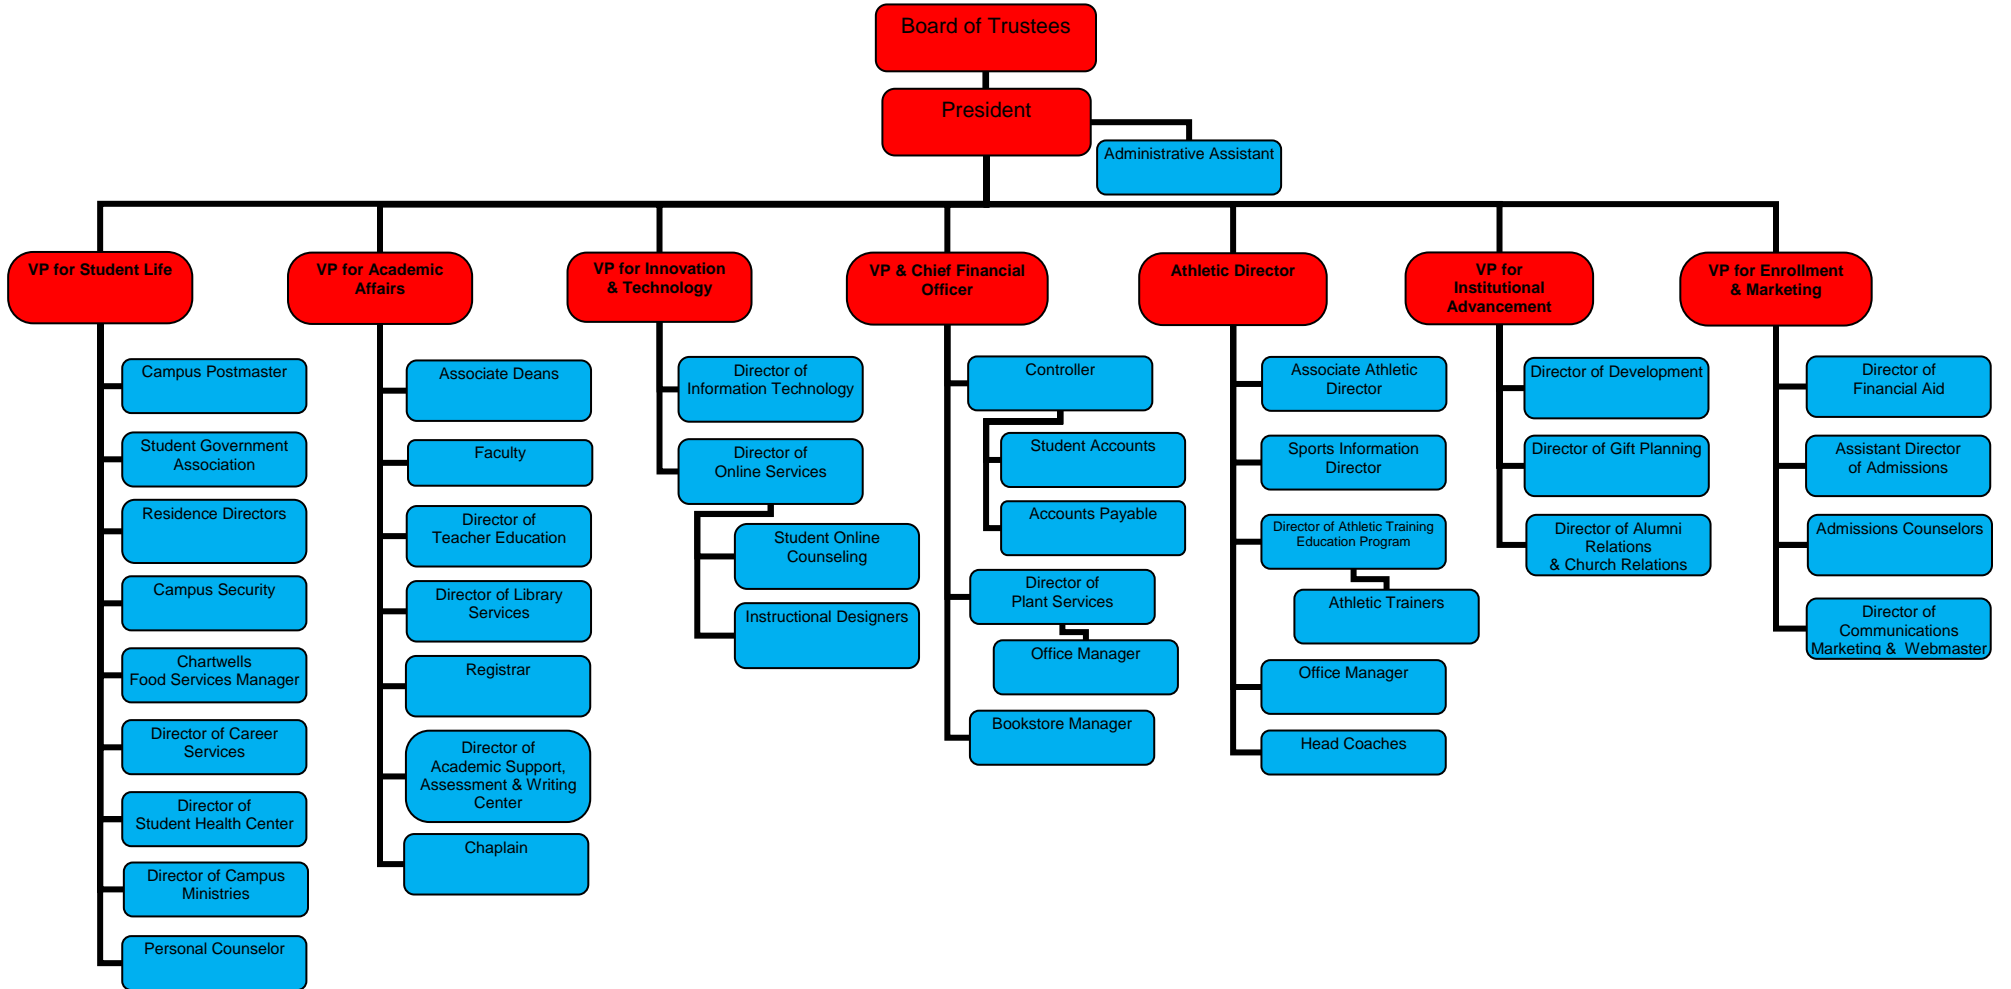 Board of Trustees
President
Administrative Assistant
VP for Student Life
Campus Postmaster
Student Government
Association
Residence Directors
Campus Security
Chartwells
Food Services Manager
Director of Career
Services
Director of
Student Health Center
Director of Campus
Ministries
Personal Counselor
VP for Academic
Affairs
Associate Deans
Faculty
Director of
Teacher Education
Director of Library
Services
Registrar
Director of
Academic Support,
Assessment & Writing
Center
Chaplain
VP for Innovation
& Technology
Director of
Information Technology
Director of
Online Services
Student Online
Counseling
Instructional Designers
VP & Chief Financial
Officer
Controller
Student Accounts
Accounts Payable
Director of
Plant Services
Office Manager
Bookstore Manager
Athletic Director
Associate Athletic
Director
Sports Information
Director
Director of Athletic Training
Education Program
Athletic Trainers
Office Manager
Head Coaches
VP for
Institutional
Advancement
Director of Development
Director of Gift Planning
Director of Alumni
Relations
& Church Relations
VP for Enrollment
& Marketing
Director of
Financial Aid
Assistant Director
of Admissions
Admissions Counselors
Director of
Communications
Marketing & Webmaster